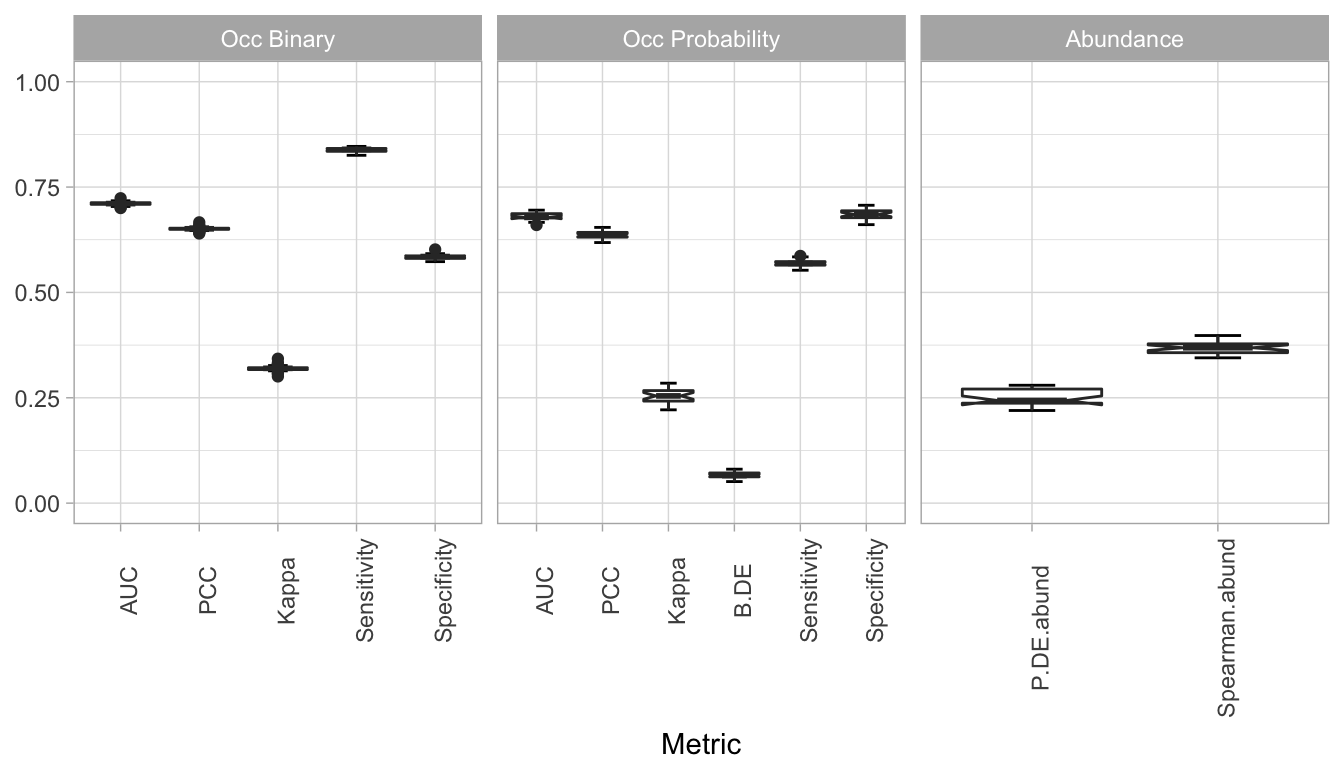 Occ Binary
Occ Probability
Abundance
1.00
0.75
0.50
0.25
0.00
AUC
PCC
Kappa
Sensitivity
Specificity
AUC
PCC
Kappa
B.DE
Sensitivity
Specificity
P.DE.abund
Spearman.abund
Metric